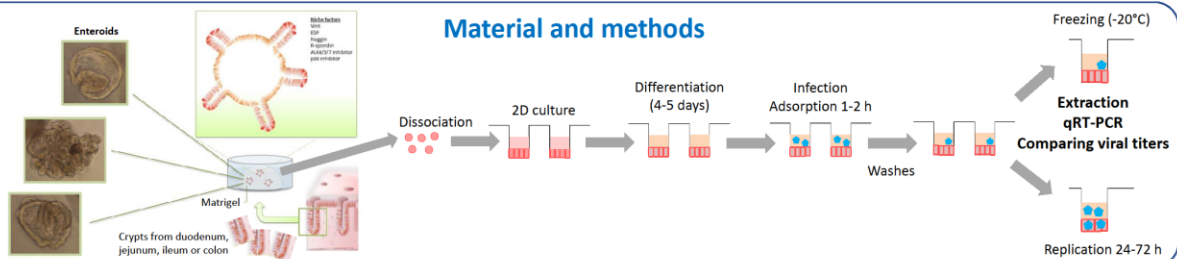 Material and methods
Enteroids
Niche factors
Wnt
EGF
Noggin
R-spondin
ALK4/5/7 inhibitor
p38 inhibitor
Matrigel
Crypts from duodenum,
jejunum, ileum or colon
Dissociation
2D culture
Differentiation
(4-5 days)
Infection
Adsorption 1-2 h
Washes
Freezing (-20°C)
Extraction
qRT-PCR
Comparing viral titers
Replication 24-72 h